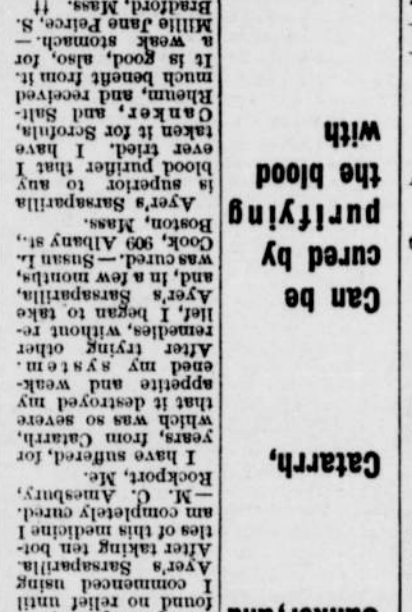 and
Catarrh,
Can be
cured by
purifying
the blood
with
found no relief until
I commenced using
Ayer's Sarsaparilla.
After taking ten bot-
tles of this medicine I
am completely cured.
—M. C. Amesbury,
Rockport, Me.
I have suffered, for
years, from Catarrh,
which was so severe
that it destroyed my
appetite and weak-
ened my system.
After trying other
remedies, without re-
lief, I began to take
Ayer's Sarsaparilla,
and, in a few months,
was cured.—Susan L.
Cook, 909 Albany st.,
Boston, Mass.
Ayer's Sarsaparilla
is superior to any
blood purifier that I
ever tried. I have
taken it for Scrofula,
Canker, and Salt-
Rheum, and received
much benefit from it.
It is good, also, for
a weak stomach.—
Millie Jane Peirce, S.
Bradford, Mass. ††